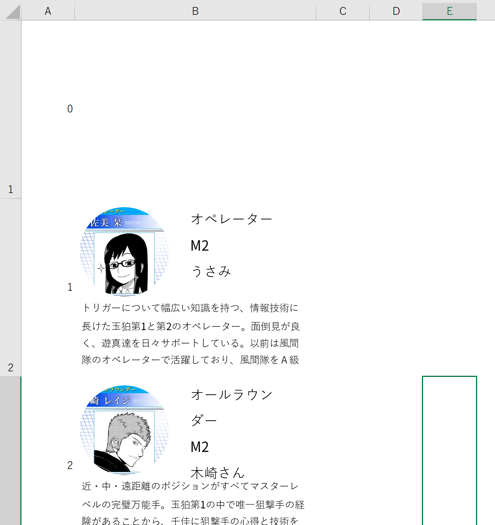 A B C D E
0
1
佐美 栞
オペレーター
M2
うさみ
1
トリガーについて幅広い知識を持つ、情報技術に
長けた玉狛第1と第2のオペレーター。面倒見が良
く、遊真達を日々サポートしている。以前は風間
隊のオペレーターで活躍しており、風間隊をA級
2
崎 レイジ
オールラウン
ダー
M2
木崎さん
2
近・中・遠距離のポジションがすべてマスターレ
ベルの完璧万能手。玉狛第1の中で唯一狙撃手の経
験があることから、千佳に狙撃手の心得と技術を